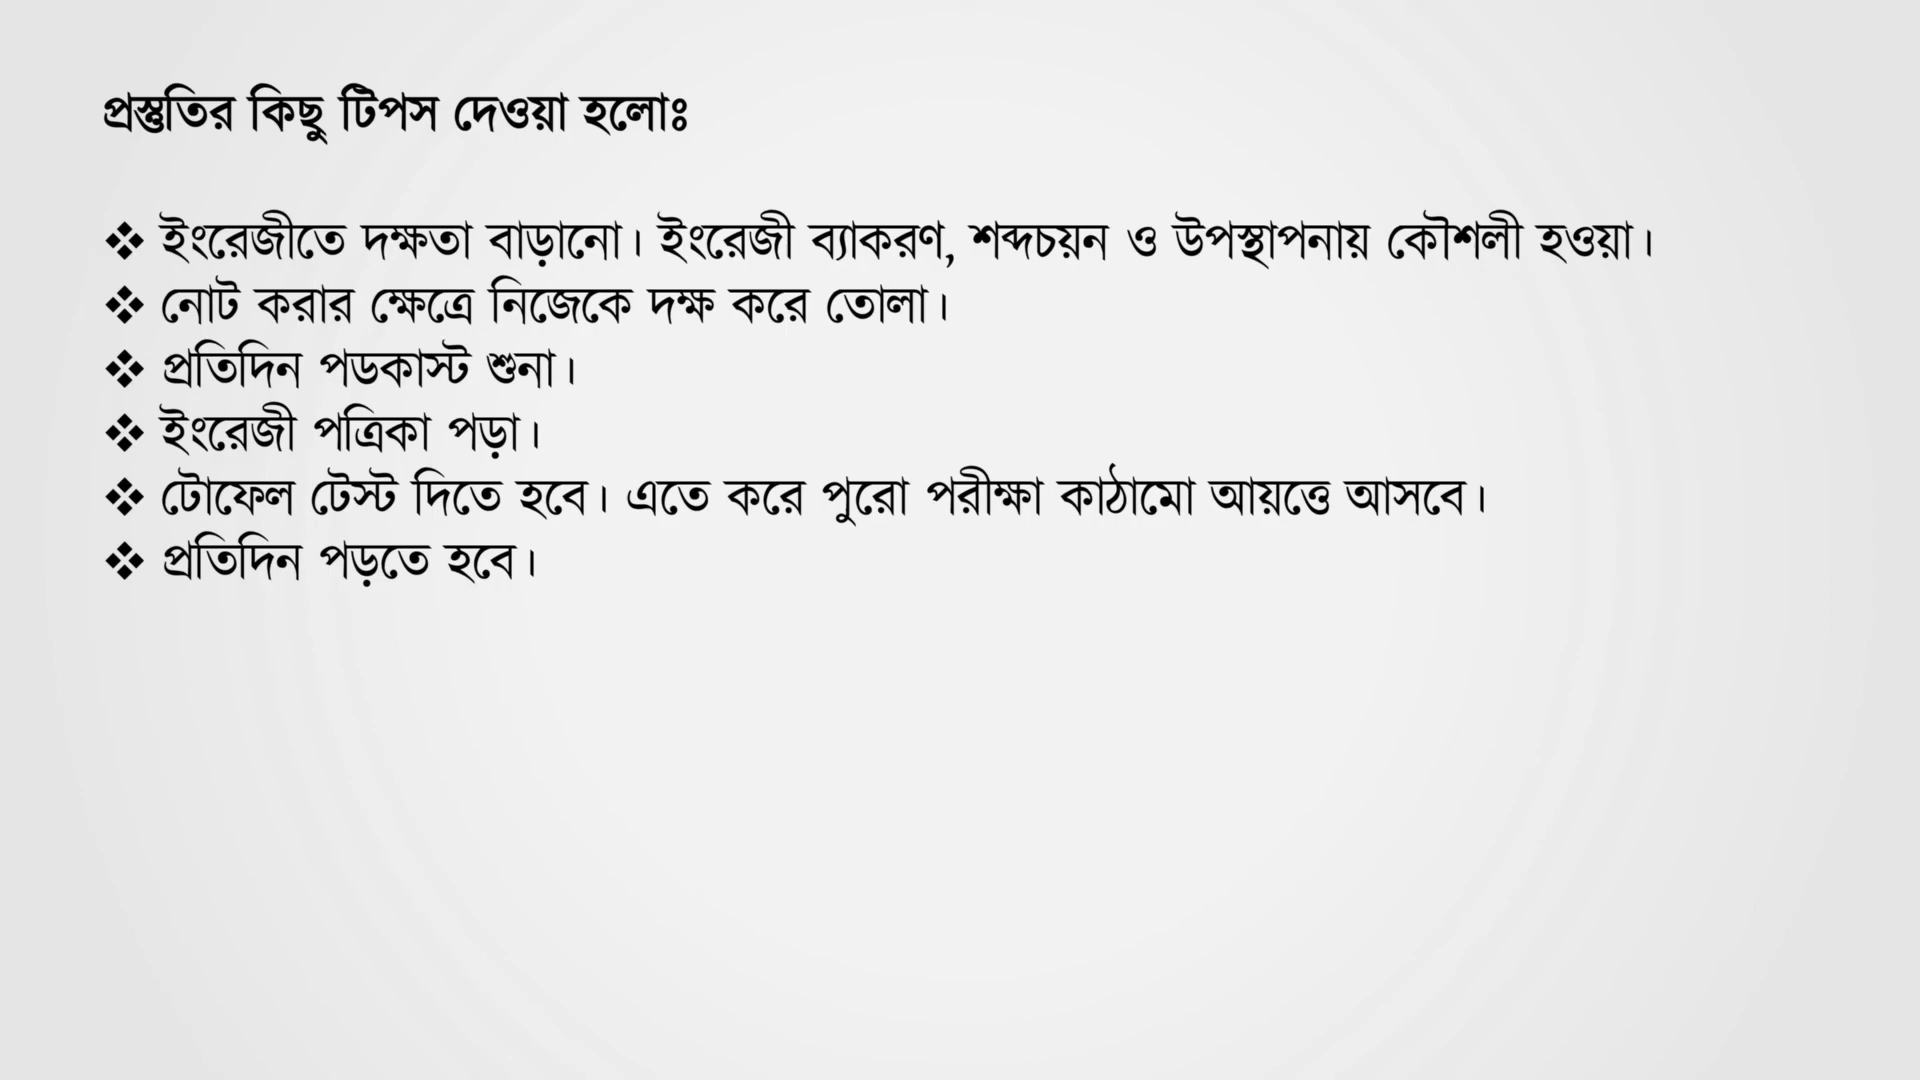 প্রস্তুতির কিছু টিপস দেওয়া হলোঃ
❖ ইংরেজীতে দক্ষতা বাড়ানো। ইংরেজী ব্যাকরণ, শব্দচয়ন ও উপস্থাপনায় কৌশলী হওয়া।
❖ নোট করার ক্ষেত্রে নিজেকে দক্ষ করে তোলা।
❖ প্রতিদিন পডকাস্ট শুনা।
❖ ইংরেজী পত্রিকা পড়া।
❖ টোফেল টেস্ট দিতে হবে। এতে করে পুরো পরীক্ষা কাঠামো আয়ত্তে আসবে।
❖ প্রতিদিন পড়তে হবে।